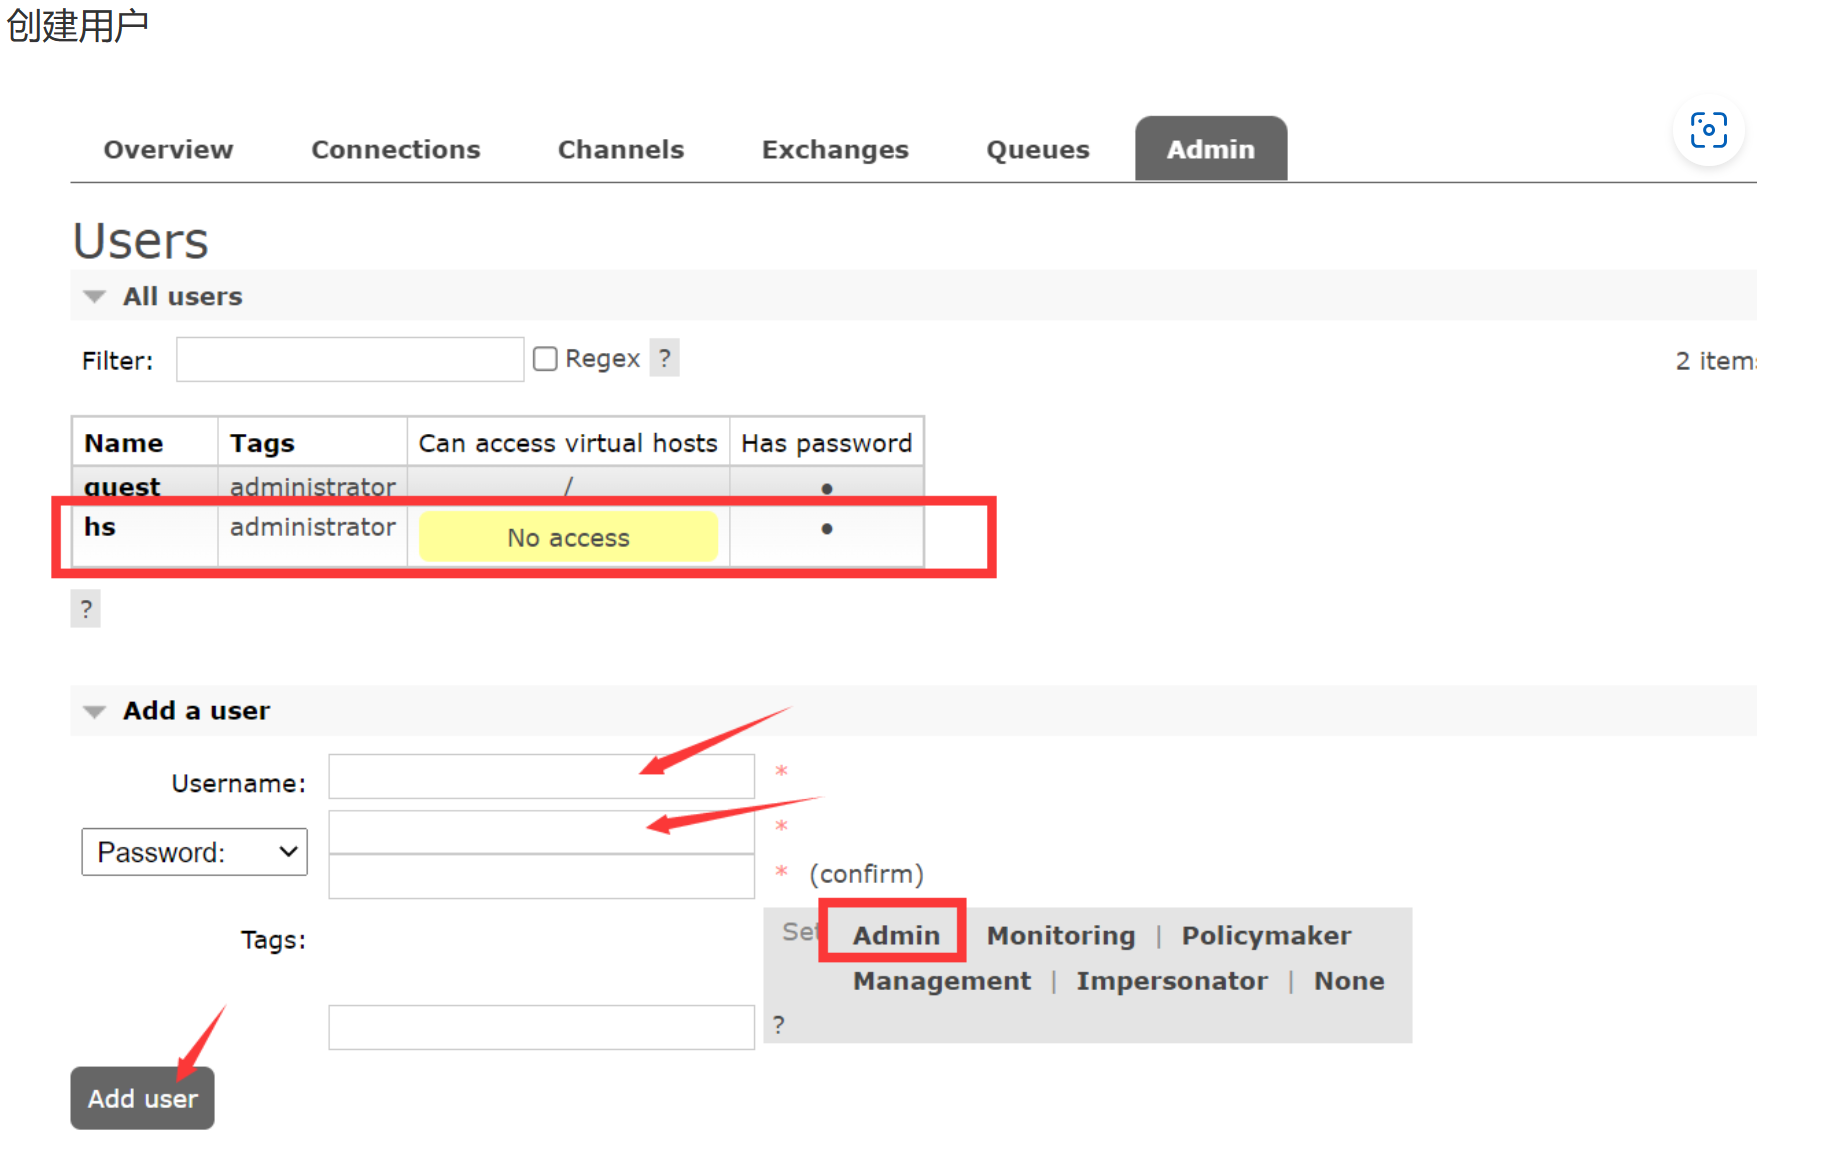 创建用户
Overview Connections Channels Exchanges Queues Admin
Users
All users
Filter: Regex ? 2 item
Name Tags Can access virtual hosts Has password
guest administrator / •
hs administrator No access •
?
Add a user
Username: *
Password: *
* (confirm)
Tags: Set Admin Monitoring | Policymaker
Management | Impersonator | None
?
Add user